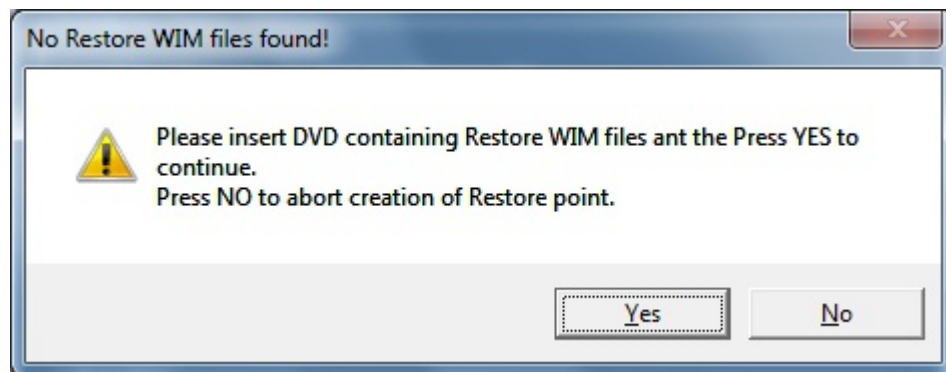 No Restore WIM files found!
Please insert DVD containing Restore WIM files ant the Press YES to
continue.
Press NO to abort creation of Restore point.
Yes
No